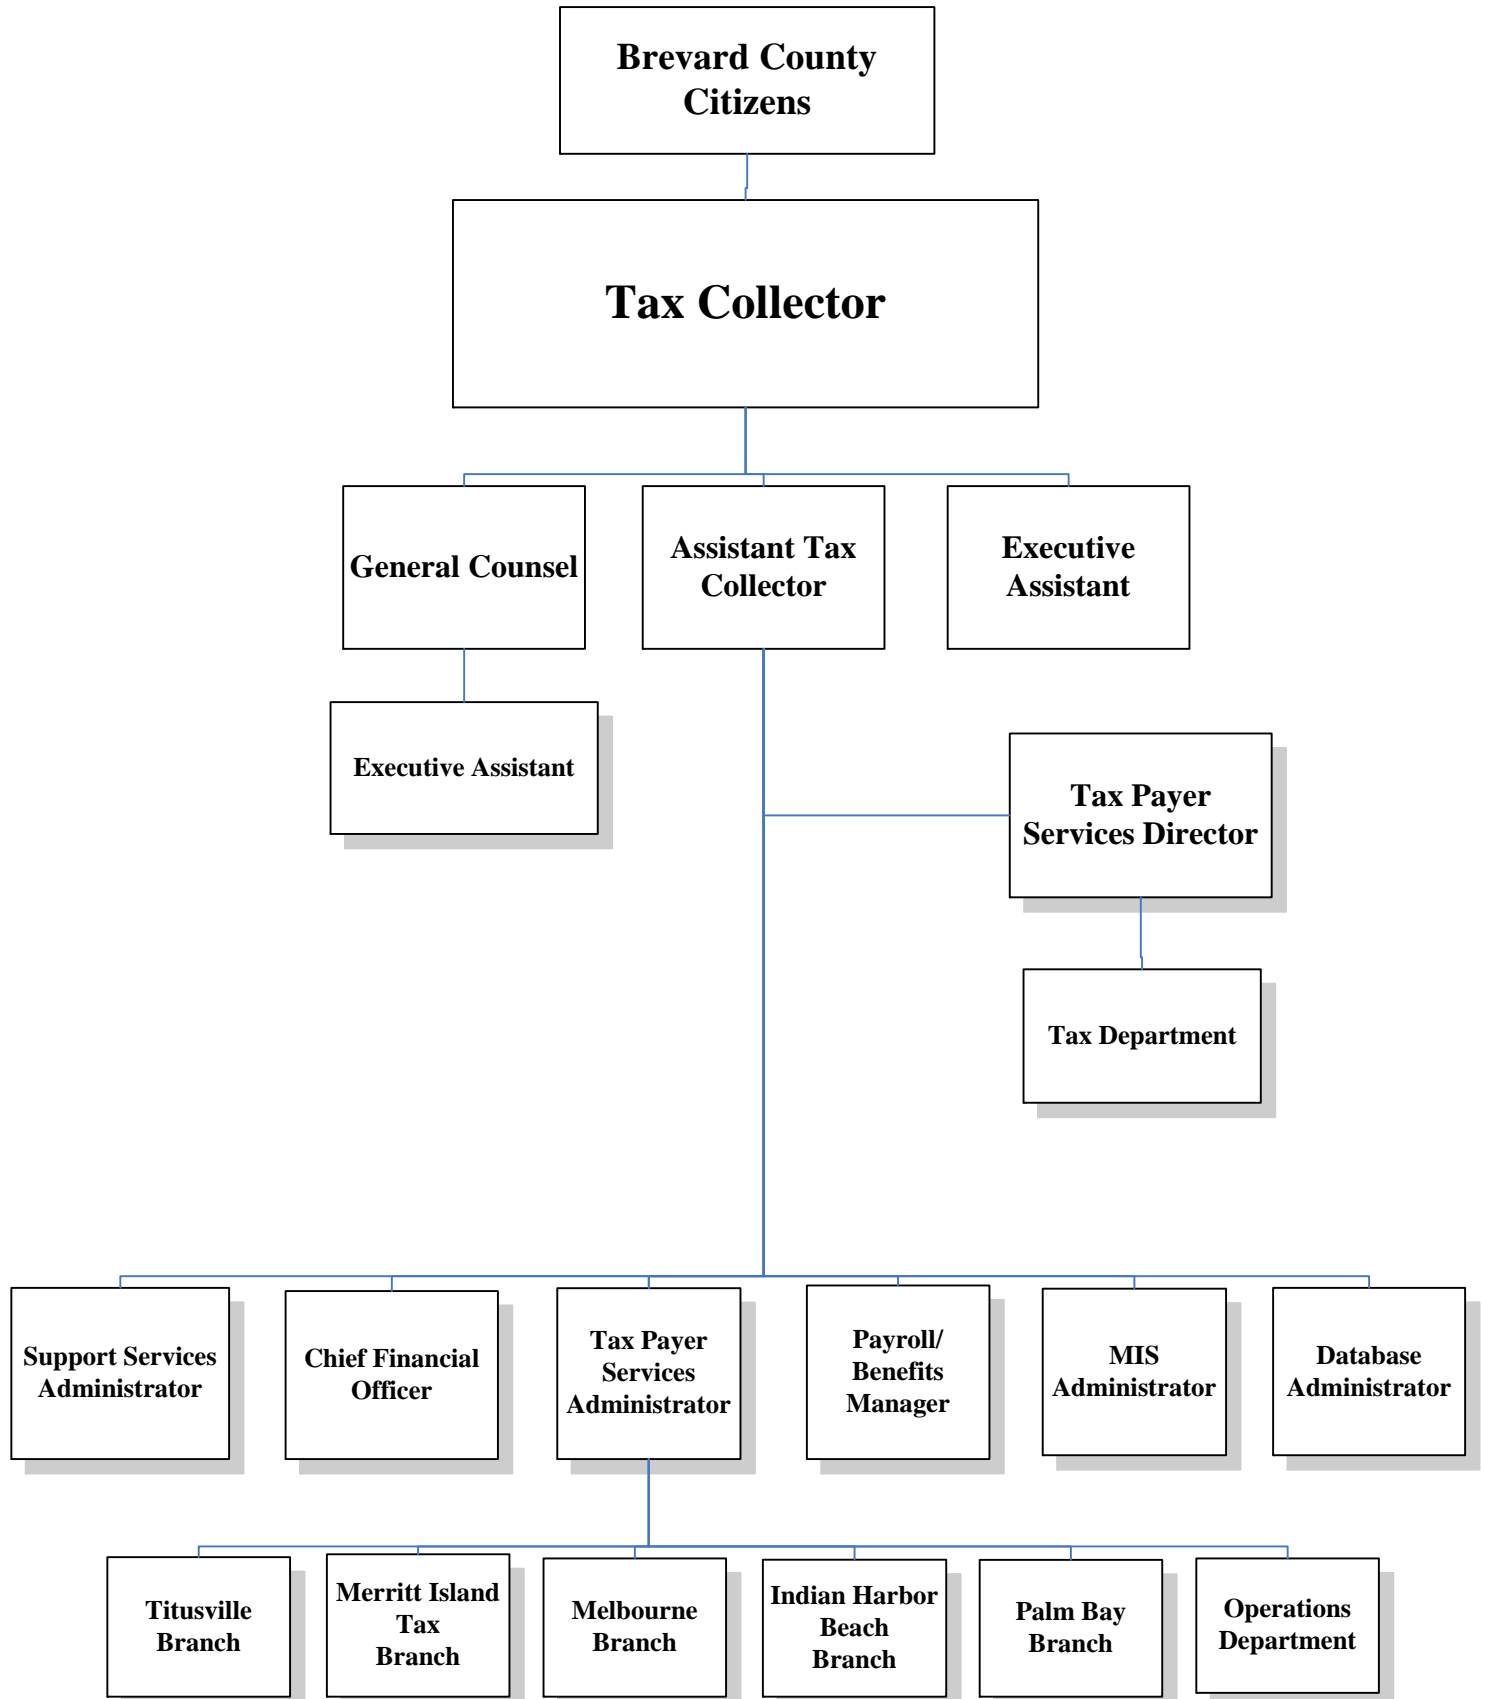 Brevard County
Citizens
Tax Collector
General Counsel
Assistant Tax
Collector
Executive
Assistant
Executive Assistant
Tax Payer
Services Director
Tax Department
Support Services
Administrator
Chief Financial
Officer
Tax Payer
Services
Administrator
Payroll/
Benefits
Manager
MIS
Administrator
Database
Administrator
Titusville
Branch
Merritt Island
Tax
Branch
Melbourne
Branch
Indian Harbor
Beach
Branch
Palm Bay
Branch
Operations
Department